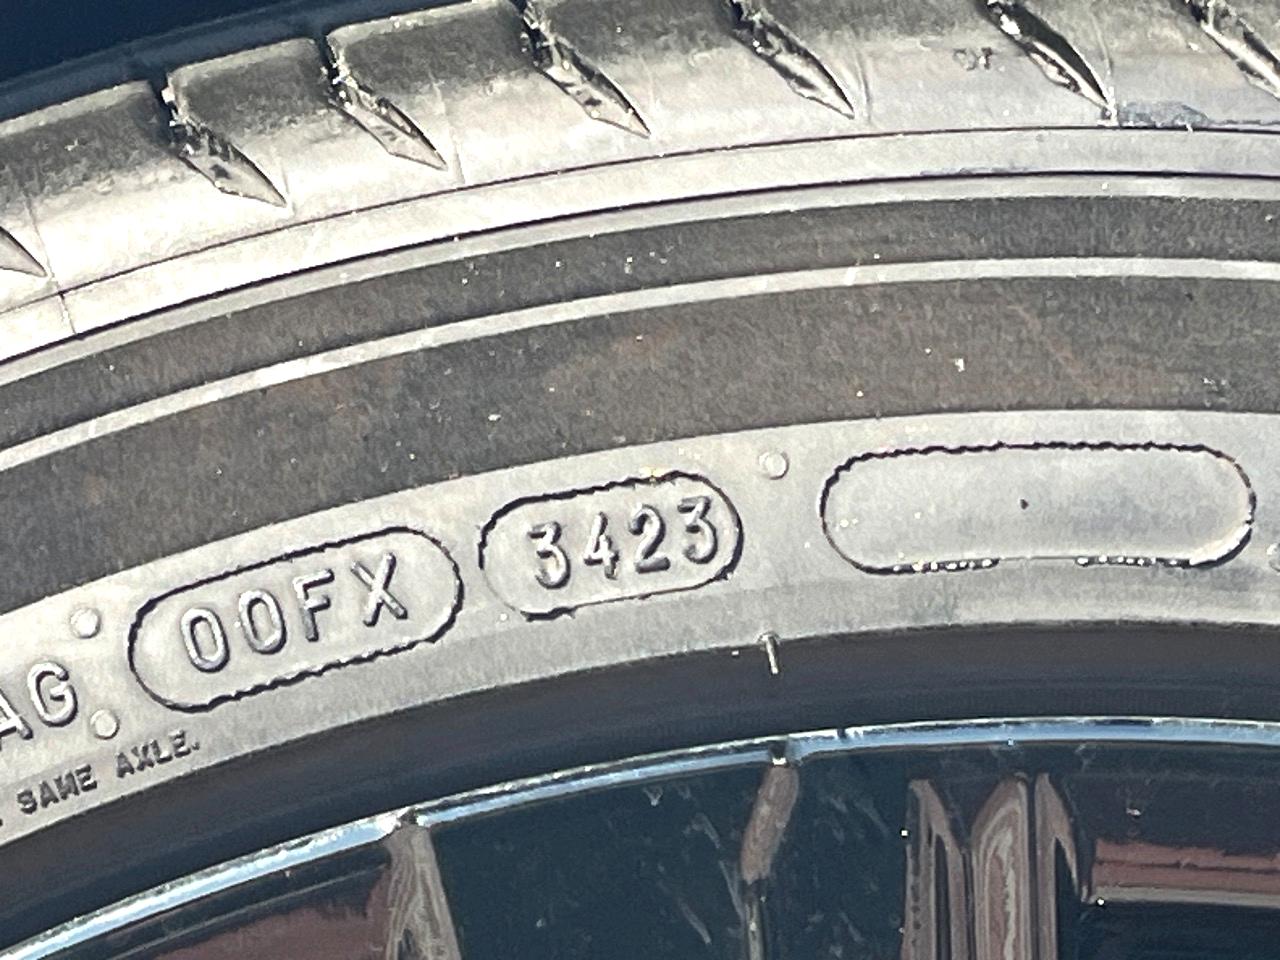 AG 00FX 3423
SAME AXLE.